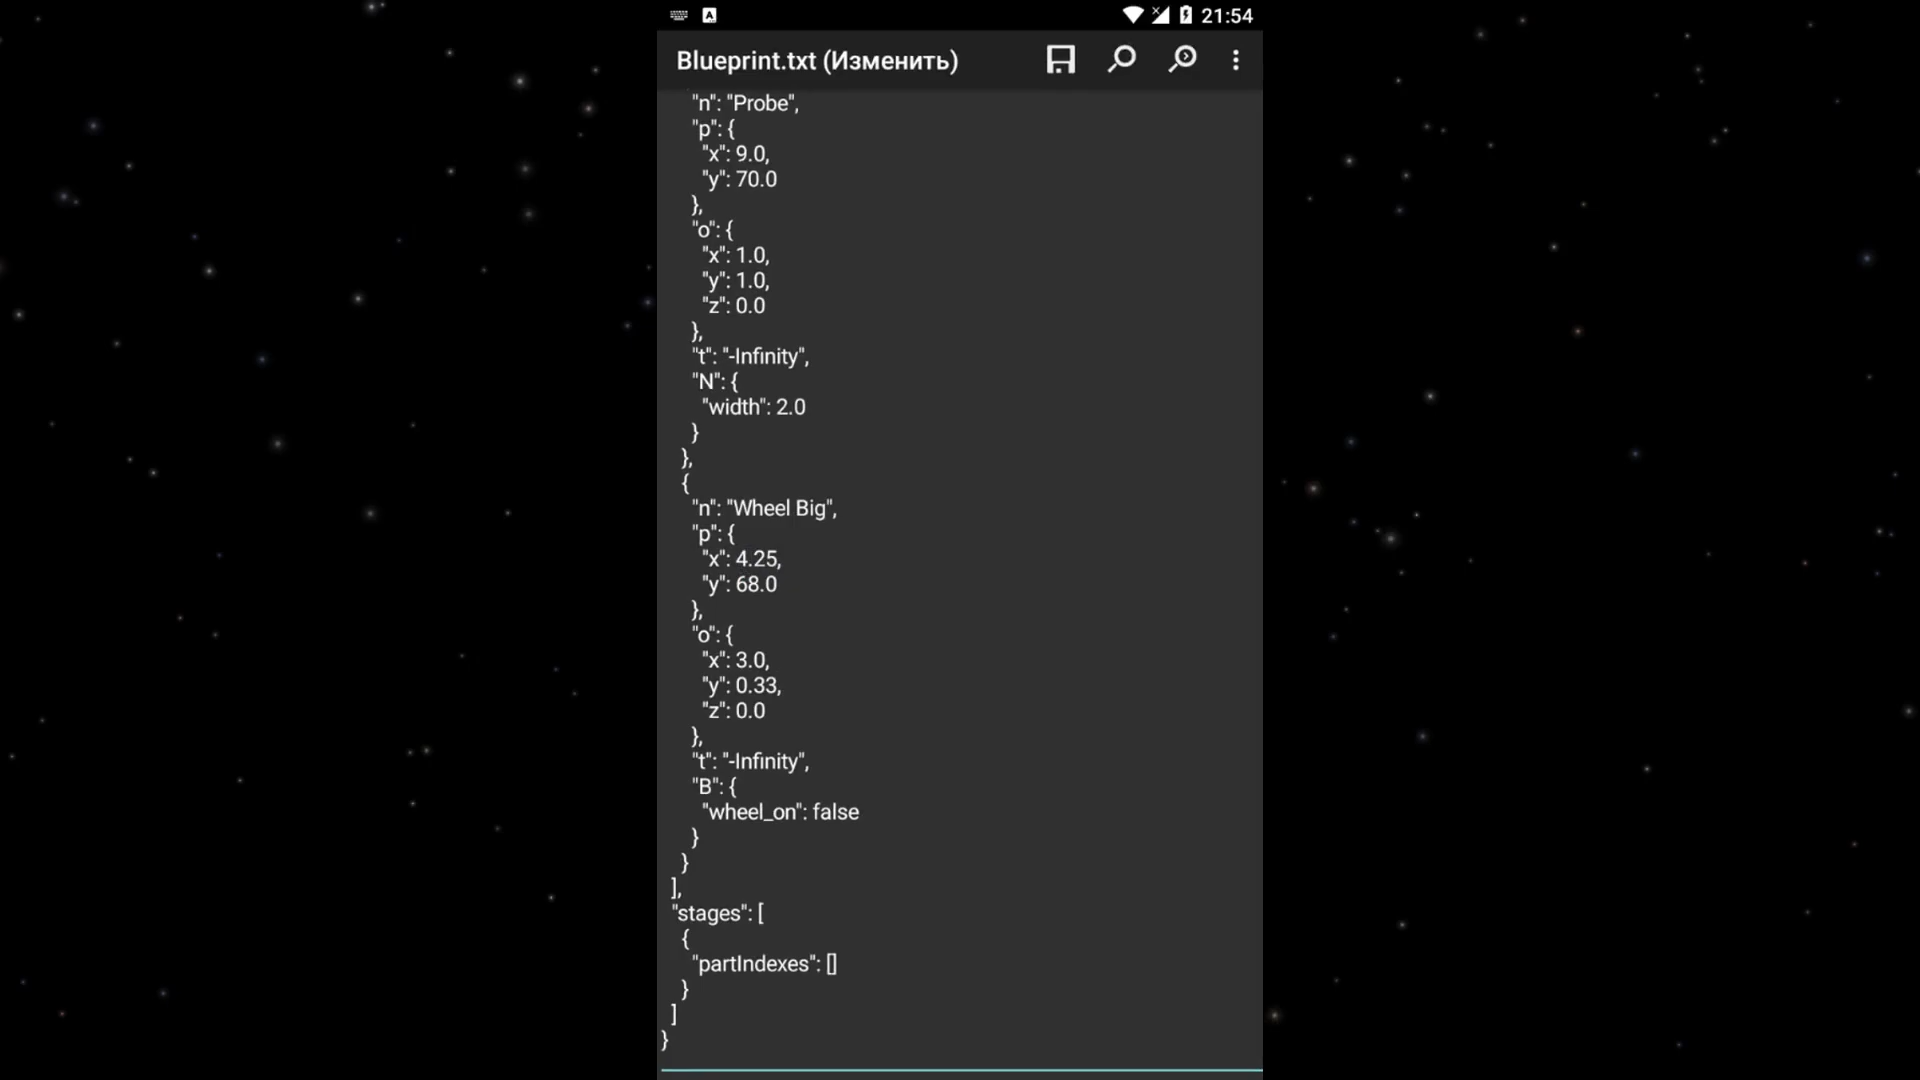 21:54
Blueprint.txt (Изменить)
"n": "Probe",
"p": {
"x": 9.0,
"y": 70.0
},
"o": {
"x": 1.0,
"y": 1.0,
"z": 0.0
},
"t": "-Infinity",
"N": {
"width": 2.0
}
},
{
"n": "Wheel Big",
"p": {
"x": 4.25,
"y": 68.0
},
"o": {
"x": 3.0,
"y": 0.33,
"z": 0.0
},
"t": "-Infinity",
"B": {
"wheel_on": false
}
}
],
"stages": [
{
"partIndexes": []
}
]
}